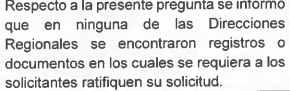 Respecto a la presente pregunta se informó
que en ninguna de las Direcciones
Regionales se encontraron registros o
documentos en los cuales se requiera a los
solicitantes ratifiquen su solicitud.